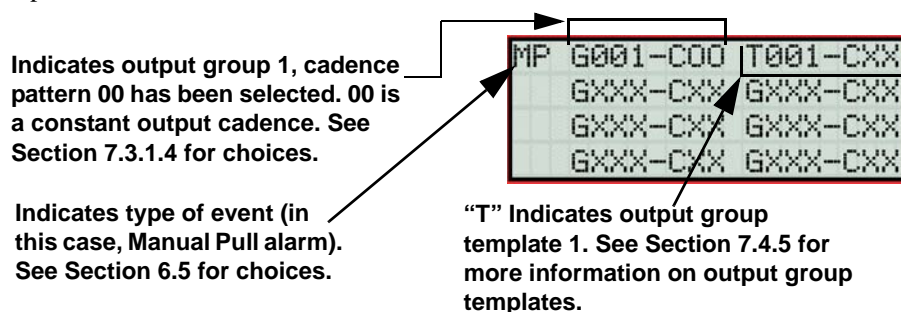 Indicates output group 1, cadence
pattern 00 has been selected. 00 is
a constant output cadence. See
Section 7.3.1.4 for choices.
Indicates type of event (in
this case, Manual Pull alarm).
See Section 6.5 for choices.
MP G001-C00 T001-CXX
GXXX-CXX GXXX-CXX
GXXX-CXX GXXX-CXX
GXXX-CXX GXXX-CXX
“T” Indicates output group
template 1. See Section 7.4.5 for
more information on output group
templates.